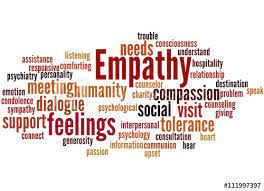 trouble
needs consciousness
assistance listening understand
responsive comforting Empathy hospitality
psychiatry personality relationship
emotion meeting humanity compassion destination
condolence problem
sympathy dialogue psychological social visit counseling speak
support feelings interpersonal tolerance giving
connect psychology consultation hear
generosity information communion heart
passion upset
# 111997397